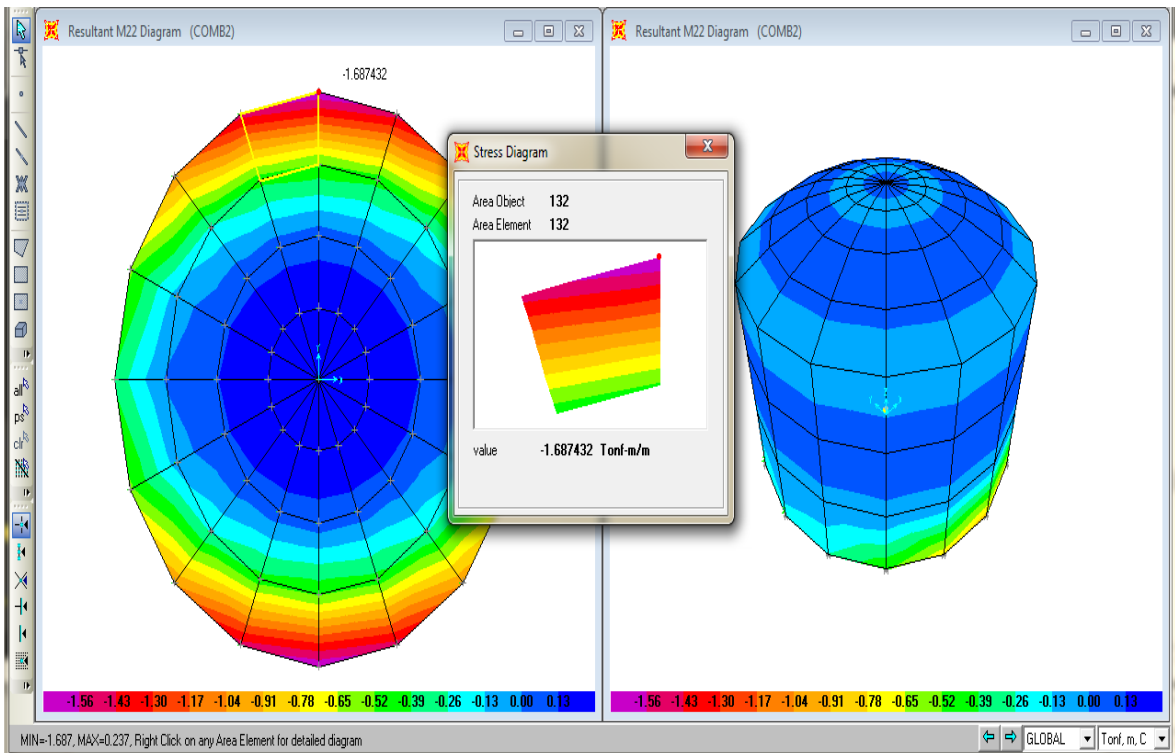 Resultant M22 Diagram (COMB2)
-1.687432
Y
X
-1.56 -1.43 -1.30 -1.17 -1.04 -0.91 -0.78 -0.65 -0.52 -0.39 -0.26 -0.13 0.00 0.13
Stress Diagram
Area Object 132
Area Element 132
value -1.687432 Tonf-m/m
Resultant M22 Diagram (COMB2)
-1.56 -1.43 -1.30 -1.17 -1.04 -0.91 -0.78 -0.65 -0.52 -0.39 -0.26 -0.13 0.00 0.13
all
ps
clr
MIN=-1.687, MAX=0.237, Right Click on any Area Element for detailed diagram
GLOBAL
Tonf, m, C